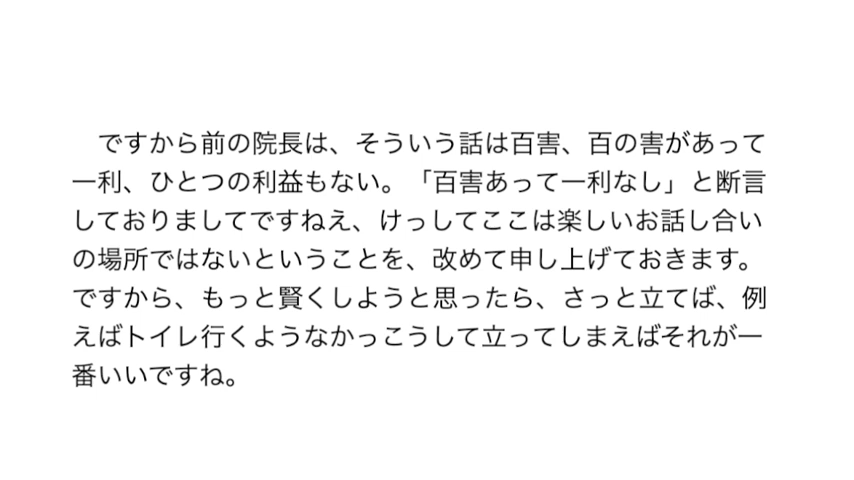 ですから前の院長は、そういう話は百害、百の害があって
一利、ひとつの利益もない。「百害あって一利なし」と断言
しておりましてですねえ、けっしてここは楽しいお話し合い
の場所ではないということを、改めて申し上げておきます。
ですから、もっと賢くしようと思ったら、さっと立てば、例
えばトイレ行くようなかっこうして立ってしまえばそれが一
番いいですね。